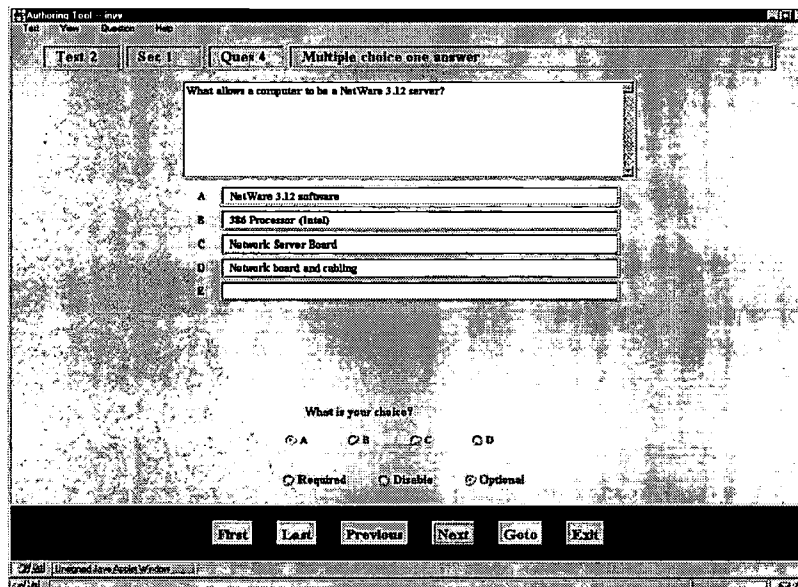 Authoring Tool -- invv
Test View Question Help
Test 2 Sec 1 Ques 4 Multiple choice one answer
What allows a computer to be a NetWare 3.12 server?
A NetWare 3.12 software
B 386 Processor (Intel)
C Network Server Board
D Network board and cabling
E
What is your choice?
A B C D
Required Disable Optional
First Last Previous Next Goto Exit
Unsigned Java Applet Window